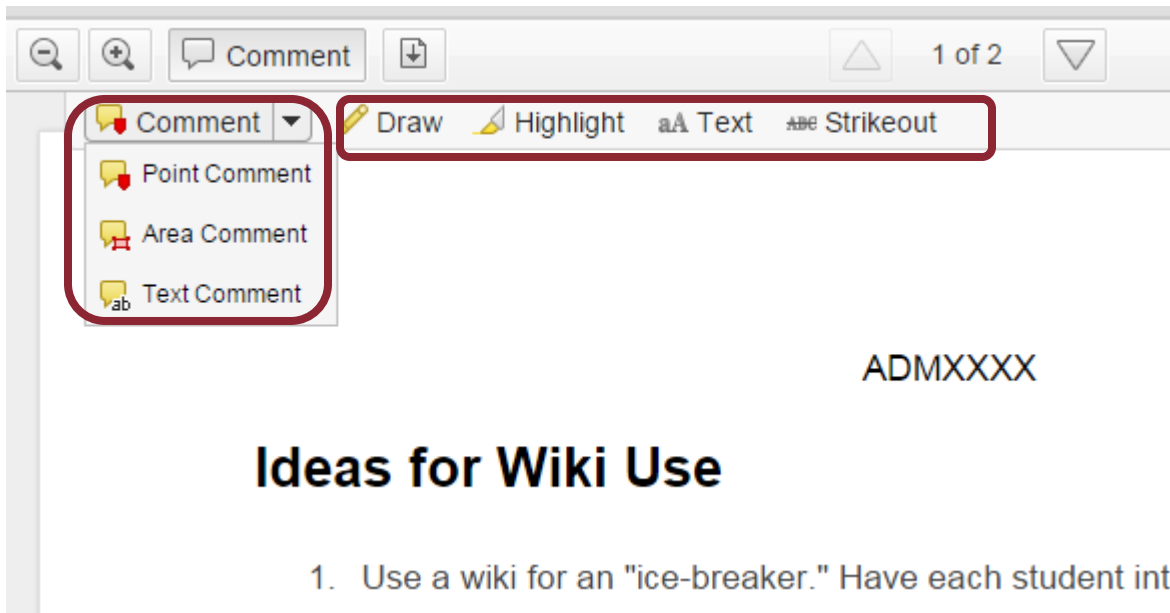 Comment 1 of 2
Comment Draw Highlight aA Text ABC Strikeout
Point Comment
Area Comment
ab Text Comment
ADMXXXX
Ideas for Wiki Use
1. Use a wiki for an "ice-breaker." Have each student int